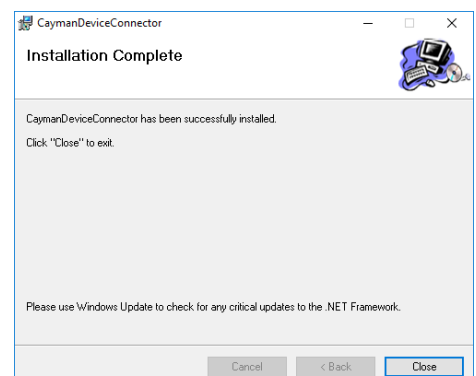 CaymanDeviceConnector
Installation Complete
CaymanDeviceConnector has been successfully installed.
Click "Close" to exit.
Please use Windows Update to check for any critical updates to the .NET Framework.
Cancel
< Back
Close